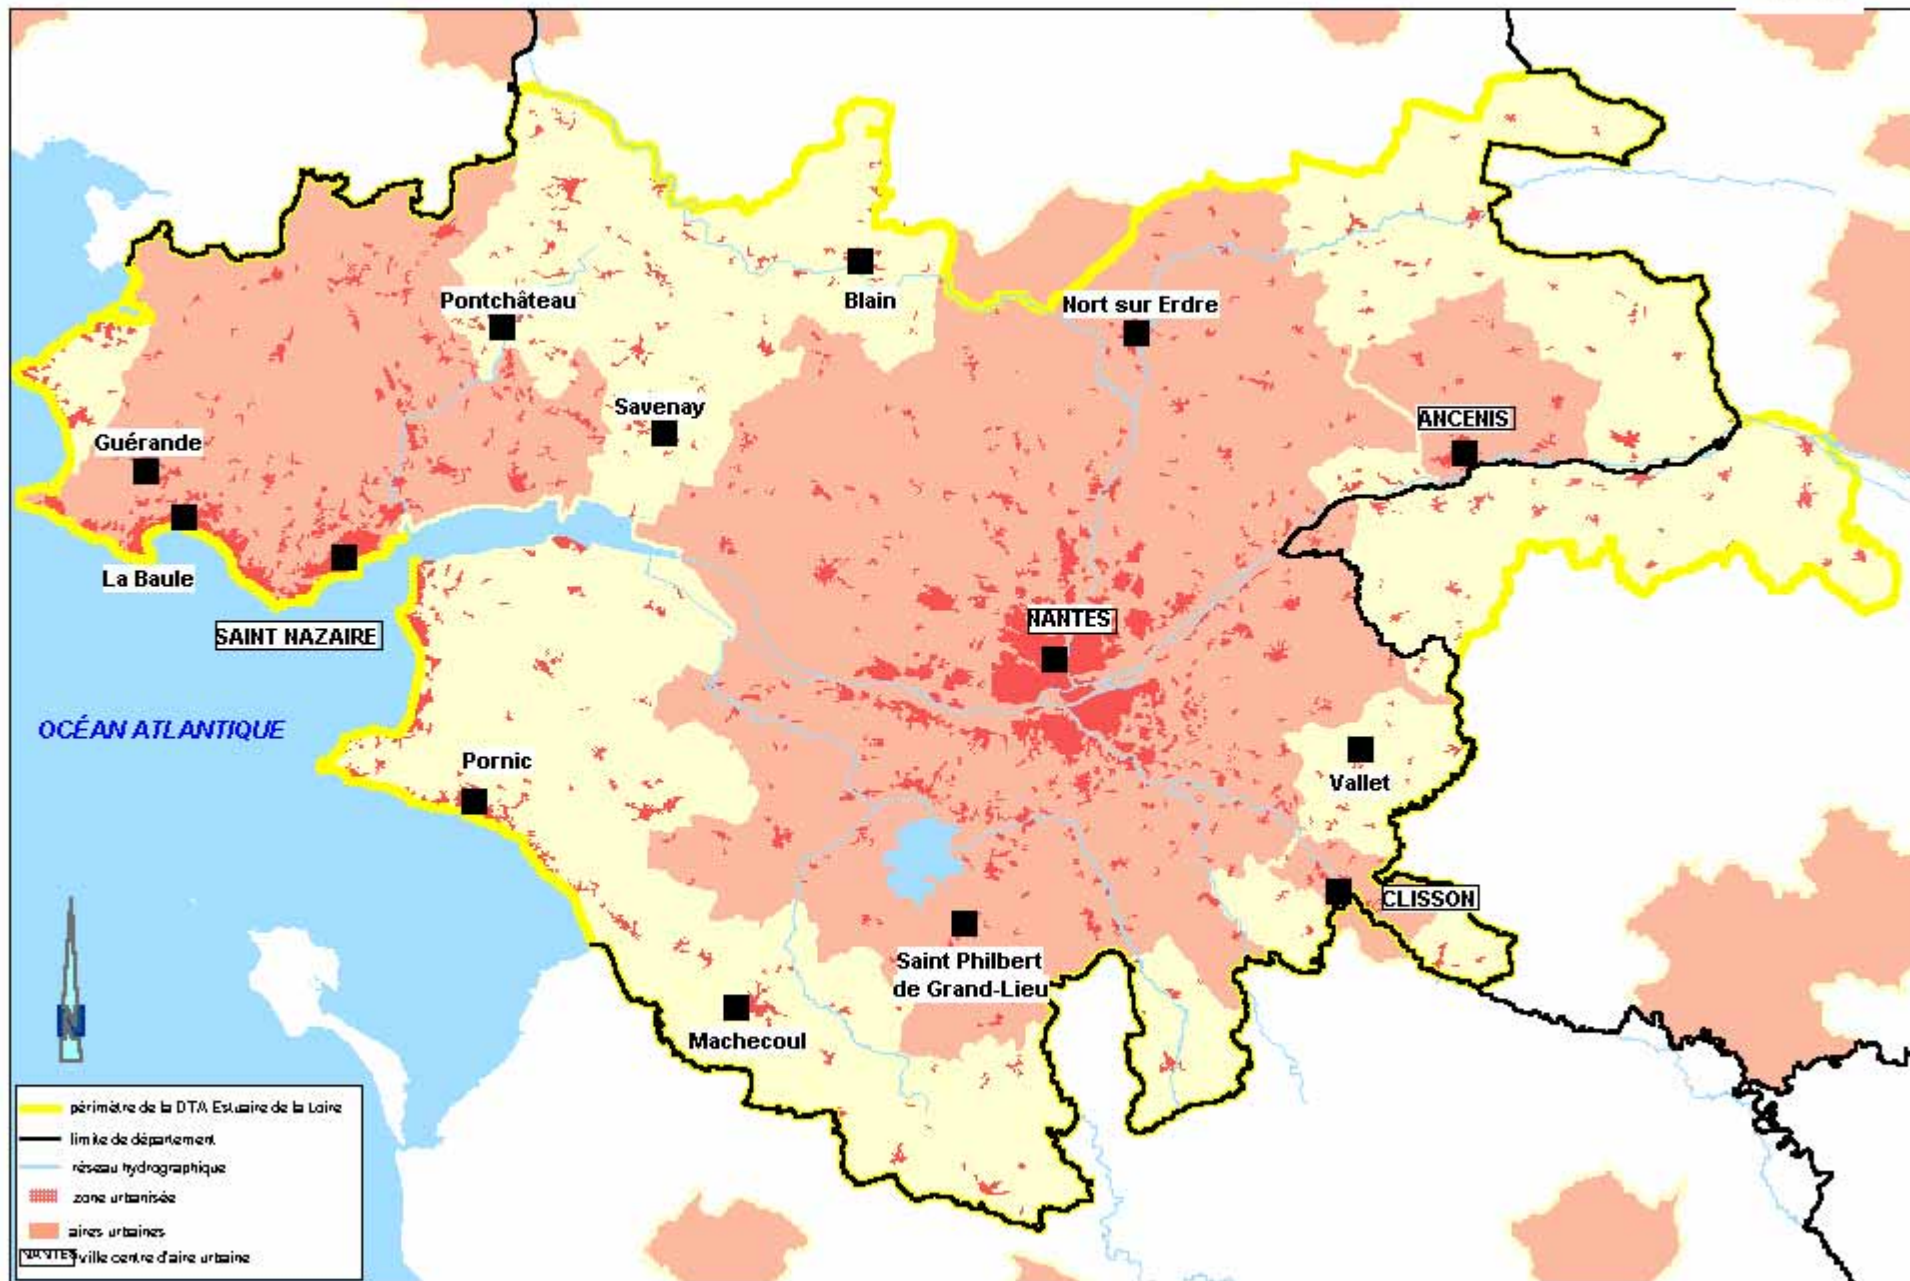 Pontchâteau
Blain
Nort sur Erdre
Savenay
ANCENIS
Guérande
La Baule
SAINT NAZAIRE
NANTES
OCÉAN ATLANTIQUE
Pornic
Vallet
CLISSON
Saint Philbert
de Grand-Lieu
Machecoul
N
périmètre de la DTA Estuaire de la Loire
limite de département
réseau hydrographique
zone urbanisée
aires urbaines
NANTES ville centre d'aire urbaine